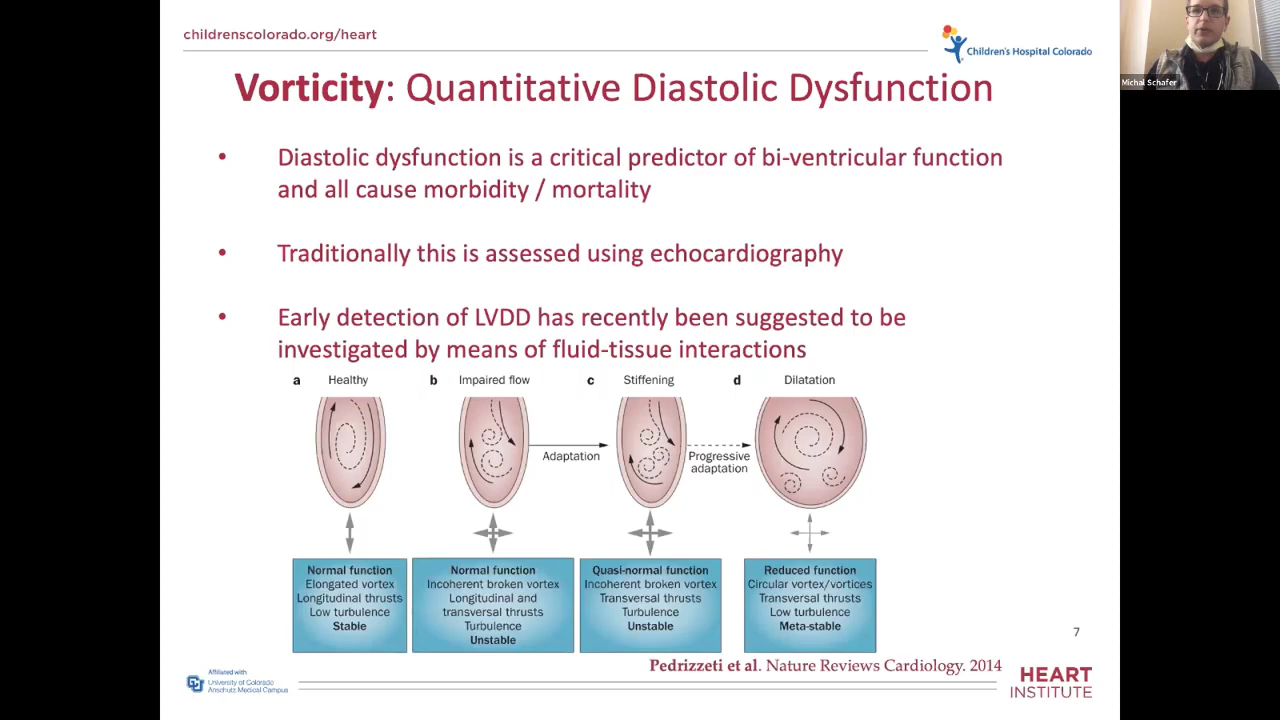 childrenscolorado.org/heart
Children's Hospital Colorado
Michal Schafer
Vorticity: Quantitative Diastolic Dysfunction
• Diastolic dysfunction is a critical predictor of bi-ventricular function
and all cause morbidity / mortality
• Traditionally this is assessed using echocardiography
• Early detection of LVDD has recently been suggested to be
investigated by means of fluid-tissue interactions
a Healthy
b Impaired flow
c Stiffening
d Dilatation
Adaptation
Progressive
adaptation
Normal function
Elongated vortex
Longitudinal thrusts
Low turbulence
Stable
Normal function
Incoherent broken vortex
Longitudinal and
transversal thrusts
Turbulence
Unstable
Quasi-normal function
Incoherent broken vortex
Transversal thrusts
Turbulence
Unstable
Reduced function
Circular vortex/vortices
Transversal thrusts
Low turbulence
Meta-stable
7
Pedrizzeti et al. Nature Reviews Cardiology. 2014
Affiliated with
University of Colorado
Anschutz Medical Campus
HEART
INSTITUTE